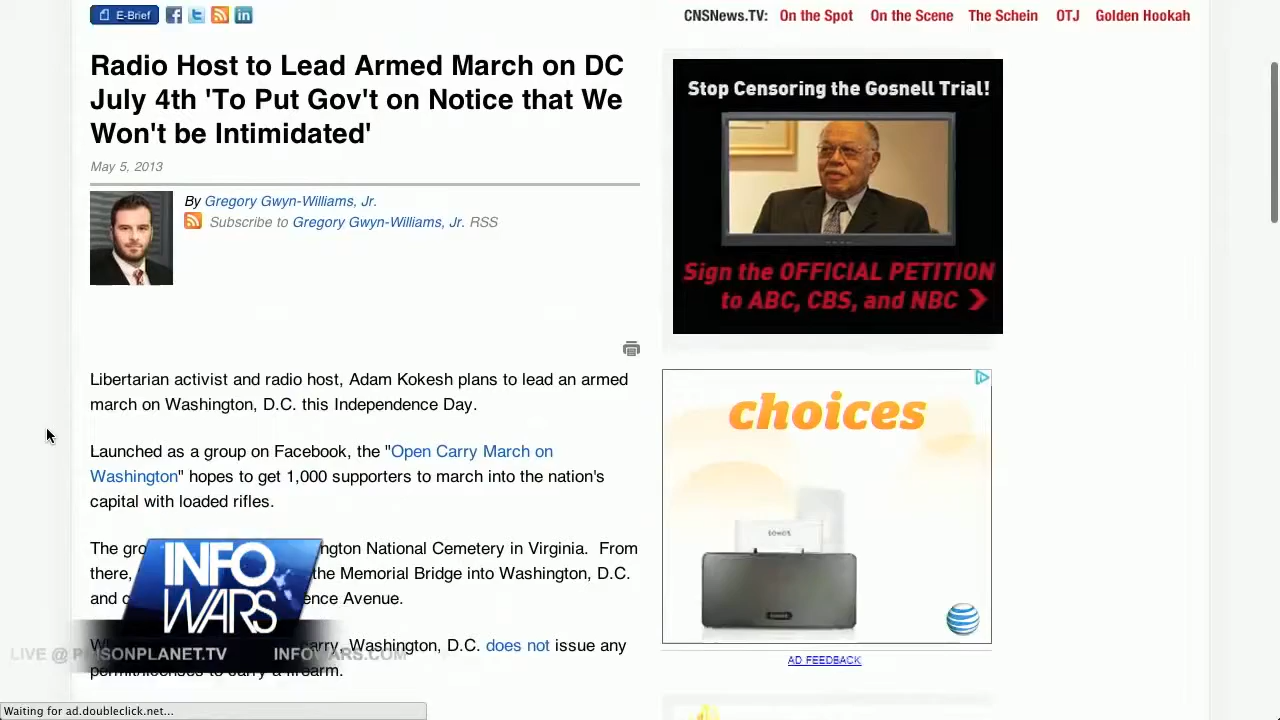 E-Brief
CNSNews.TV: On the Spot On the Scene The Schein OTJ Golden Hookah
Radio Host to Lead Armed March on DC
July 4th 'To Put Gov't on Notice that We
Won't be Intimidated'
May 5, 2013
By Gregory Gwyn-Williams, Jr.
Subscribe to Gregory Gwyn-Williams, Jr. RSS
Libertarian activist and radio host, Adam Kokesh plans to lead an armed
march on Washington, D.C. this Independence Day.
Launched as a group on Facebook, the "Open Carry March on
Washington" hopes to get 1,000 supporters to march into the nation's
capital with loaded rifles.
The National Cemetery in Virginia. From
there, the Memorial Bridge into Washington, D.C.
and Avenue.
Washington, D.C. does not issue any
to carry a firearm.
INFO
WARS
LIVE @ PRISONPLANET.TV INFOWARS.COM
Stop Censoring the Gosnell Trial!
Sign the OFFICIAL PETITION
to ABC, CBS, and NBC
choices
SONOS
at&t
AD FEEDBACK
Waiting for ad.doubleclick.net...